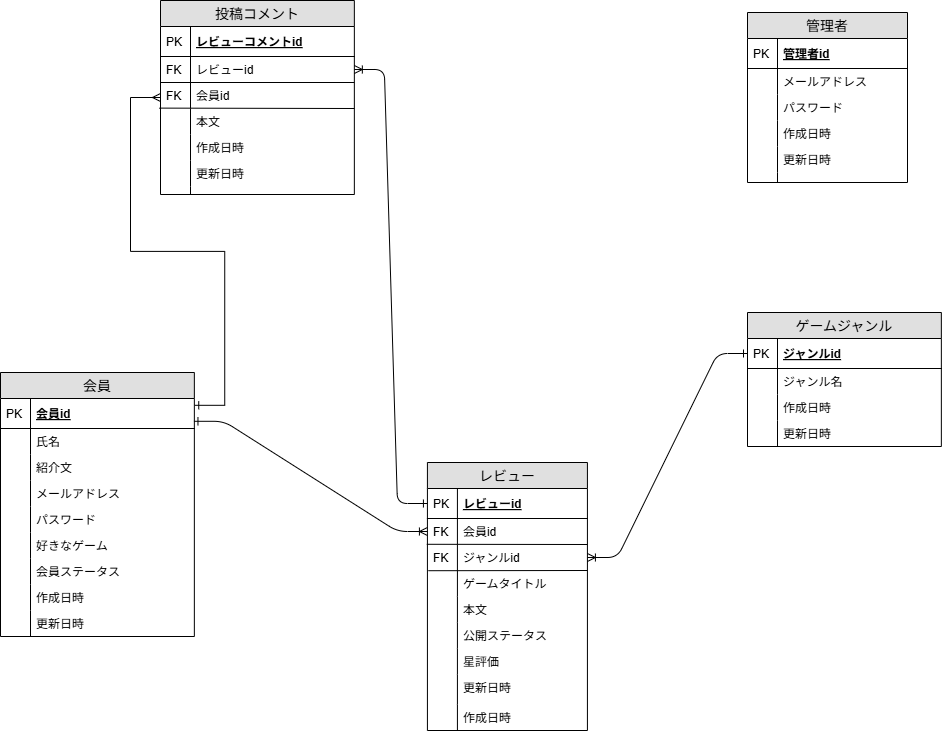 投稿コメント
PK レビューコメントid
FK レビューid
FK 会員id
本文
作成日時
更新日時
管理者
PK 管理者id
メールアドレス
パスワード
作成日時
更新日時
ゲームジャンル
PK ジャンルid
ジャンル名
作成日時
更新日時
会員
PK 会員id
氏名
紹介文
メールアドレス
パスワード
好きなゲーム
会員ステータス
作成日時
更新日時
レビュー
PK レビューid
FK 会員id
FK ジャンルid
ゲームタイトル
本文
公開ステータス
星評価
更新日時
作成日時